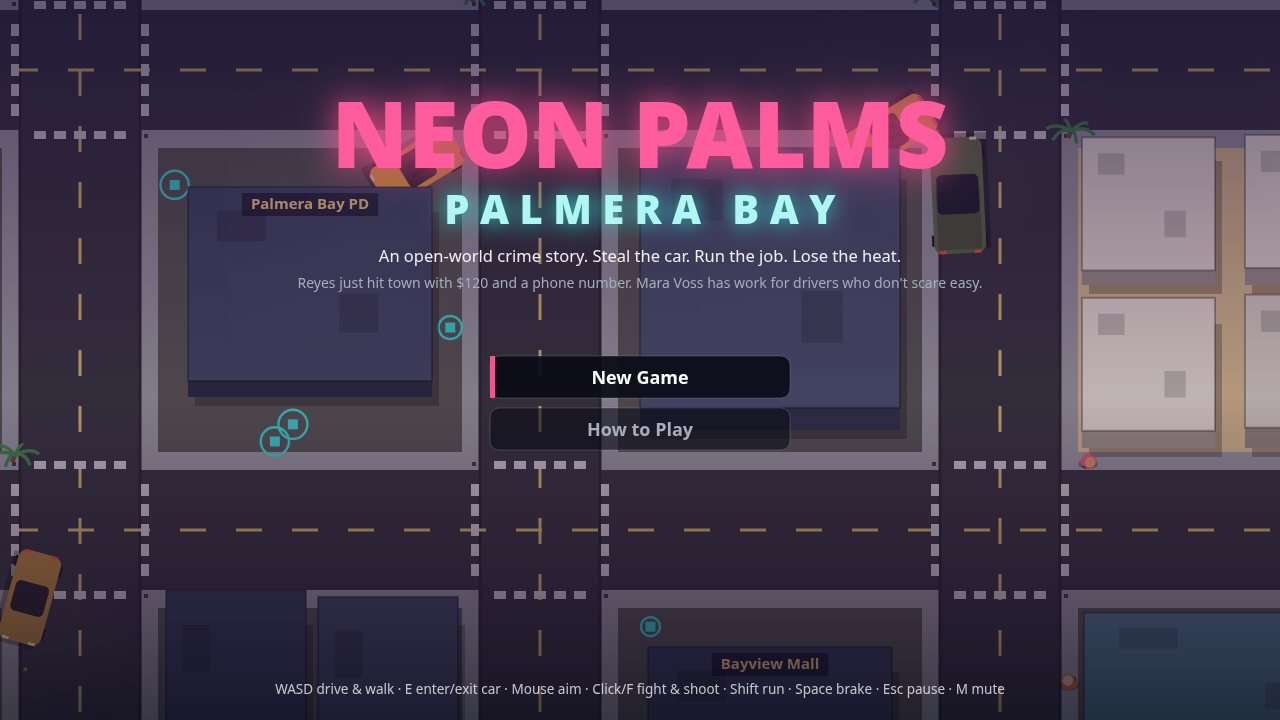 NEON PALMS
Palmera Bay PD
PALMERA BAY
An open-world crime story. Steal the car. Run the job. Lose the heat.
Reyes just hit town with $120 and a phone number. Mara Voss has work for drivers who don't scare easy.
New Game
How to Play
Bayview Mall
WASD drive & walk · E enter/exit car · Mouse aim · Click/F fight & shoot · Shift run · Space brake · Esc pause · M mute